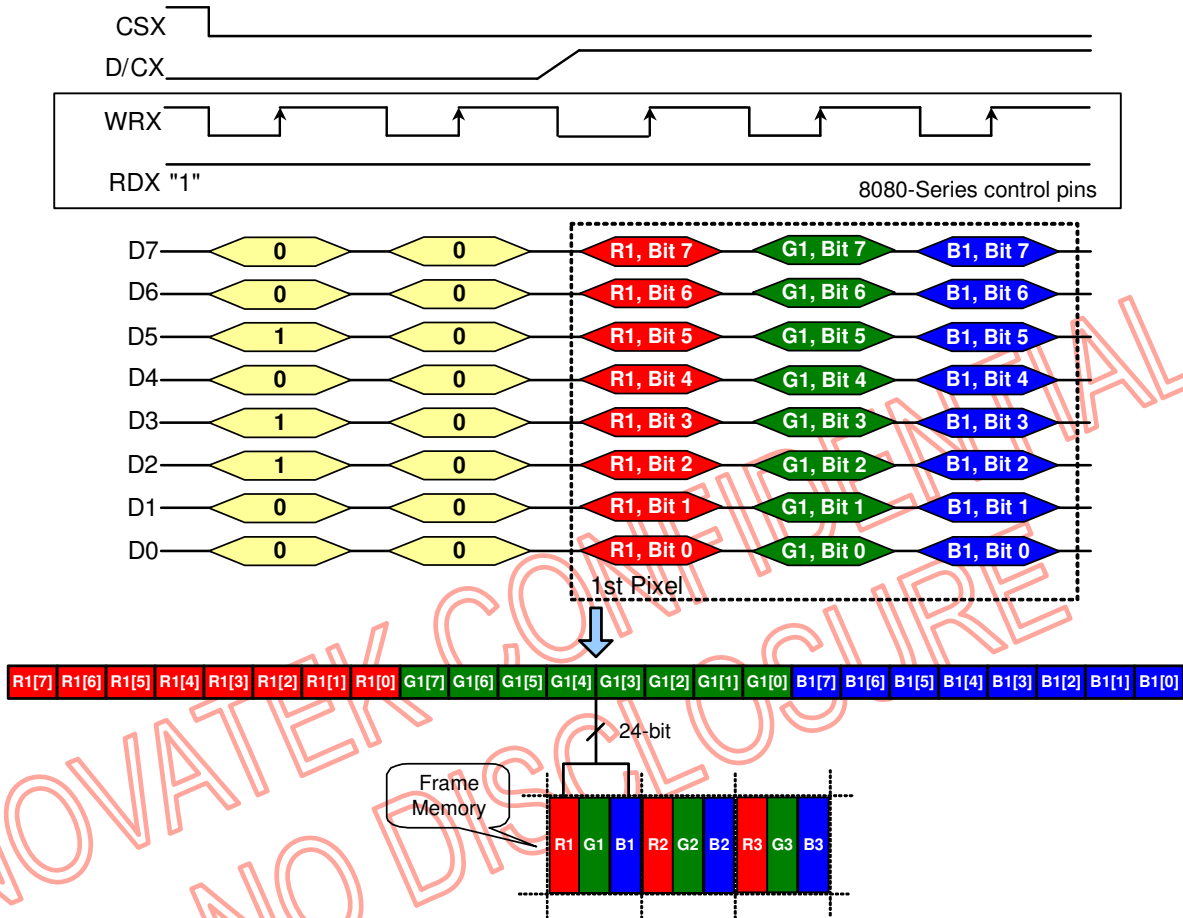 CSX
D/CX
WRX
RDX "1"
8080-Series control pins
D7 0 0 R1, Bit 7 G1, Bit 7 B1, Bit 7
D6 0 0 R1, Bit 6 G1, Bit 6 B1, Bit 6
D5 1 0 R1, Bit 5 G1, Bit 5 B1, Bit 5
D4 0 0 R1, Bit 4 G1, Bit 4 B1, Bit 4
D3 1 0 R1, Bit 3 G1, Bit 3 B1, Bit 3
D2 1 0 R1, Bit 2 G1, Bit 2 B1, Bit 2
D1 0 0 R1, Bit 1 G1, Bit 1 B1, Bit 1
D0 0 0 R1, Bit 0 G1, Bit 0 B1, Bit 0
1st Pixel
R1[7] R1[6] R1[5] R1[4] R1[3] R1[2] R1[1] R1[0] G1[7] G1[6] G1[5] G1[4] G1[3] G1[2] G1[1] G1[0] B1[7] B1[6] B1[5] B1[4] B1[3] B1[2] B1[1] B1[0]
24-bit
Frame
Memory
R1 G1 B1 R2 G2 B2 R3 G3 B3
NOVATEK CONFIDENTIAL
NO DISCLOSURE